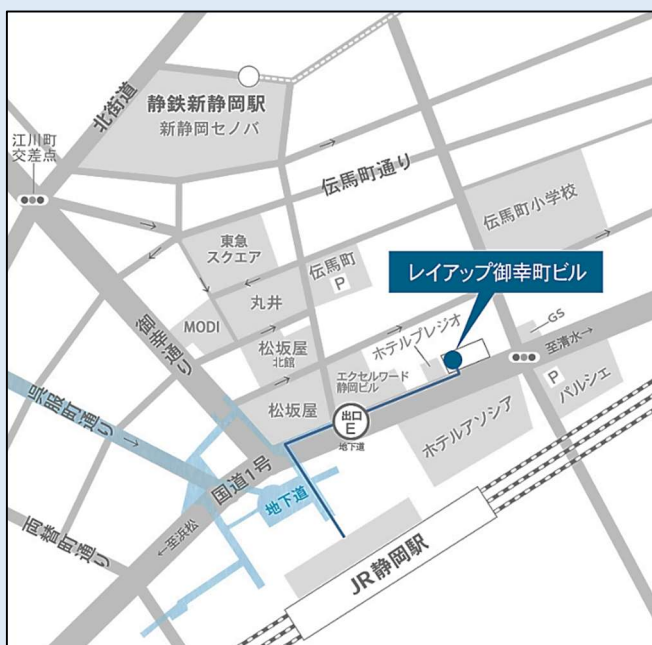 北街道
静鉄新静岡駅
新静岡セノバ
江川町
交差点
伝馬町通り
伝馬町小学校
東急
スクエア
伝馬町
P
レイアップ御幸町ビル
丸井
MODI
御幸通り
松坂屋
北館
ホテルプレジオ
GS
至清水→
エクセルワード
静岡ビル
P
パルシェ
呉服町通り
松坂屋
出口
E
地下道
ホテルアソシア
国道1号
地下道
両替町通り
←至浜松
JR静岡駅